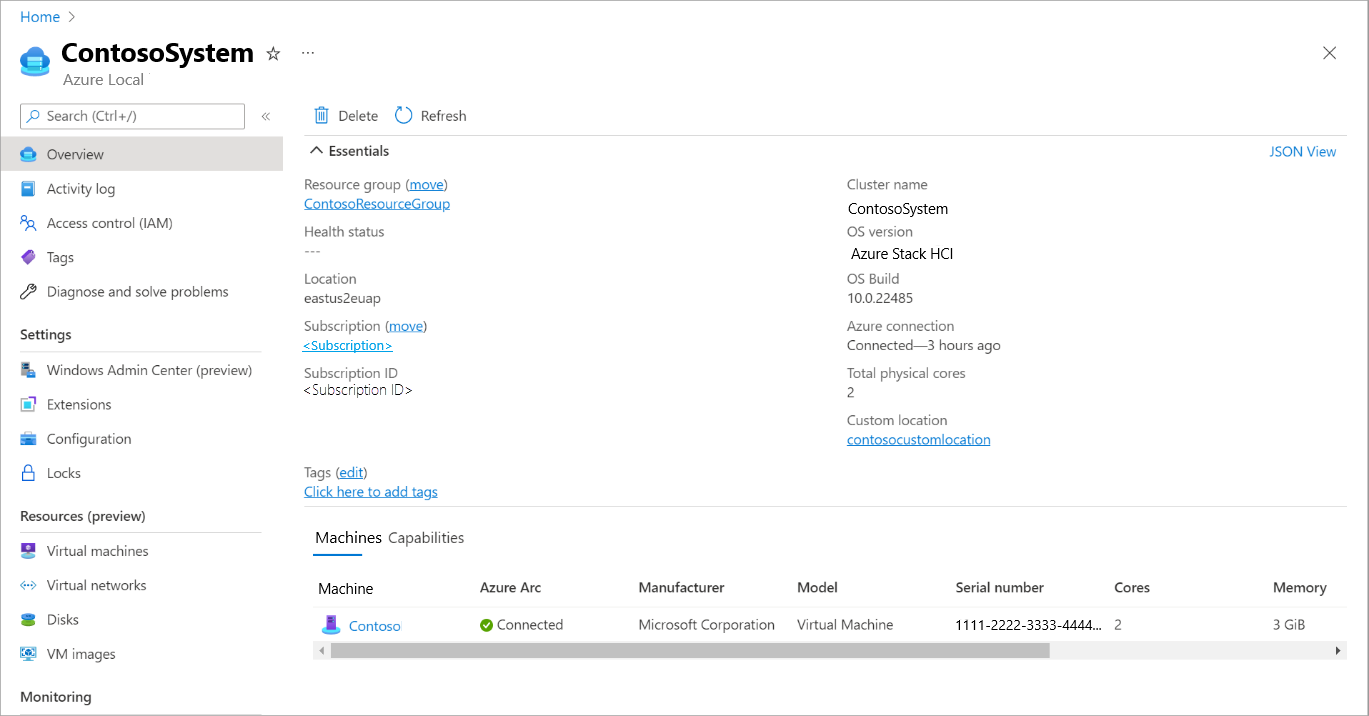 Home
ContosoSystem
Azure Local
Search (Ctrl+/)
Overview
Activity log
Access control (IAM)
Tags
Diagnose and solve problems
Settings
Windows Admin Center (preview)
Extensions
Configuration
Locks
Resources (preview)
Virtual machines
Virtual networks
Disks
VM images
Monitoring
Delete Refresh
Essentials
JSON View
Resource group (move)
ContosoResourceGroup
Health status
---
Location
eastus2euap
Subscription (move)
<Subscription>
Subscription ID
<Subscription ID>
Cluster name
ContosoSystem
OS version
Azure Stack HCI
OS Build
10.0.22485
Azure connection
Connected—3 hours ago
Total physical cores
2
Custom location
contosocustomlocation
Tags (edit)
Click here to add tags
Machines Capabilities
Machine Azure Arc Manufacturer Model Serial number Cores Memory
Contoso Connected Microsoft Corporation Virtual Machine 1111-2222-3333-4444... 2 3 GiB